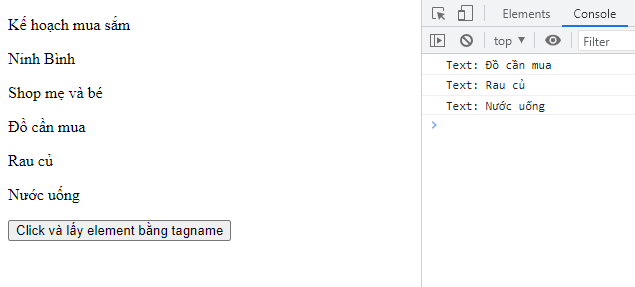 Kế hoạch mua sắm
Ninh Bình
Shop mẹ và bé
Đồ cần mua
Rau củ
Nước uống
Click và lấy element bằng tagname
Elements Console
top ▼ Filter
Text: Đồ cần mua
Text: Rau củ
Text: Nước uống